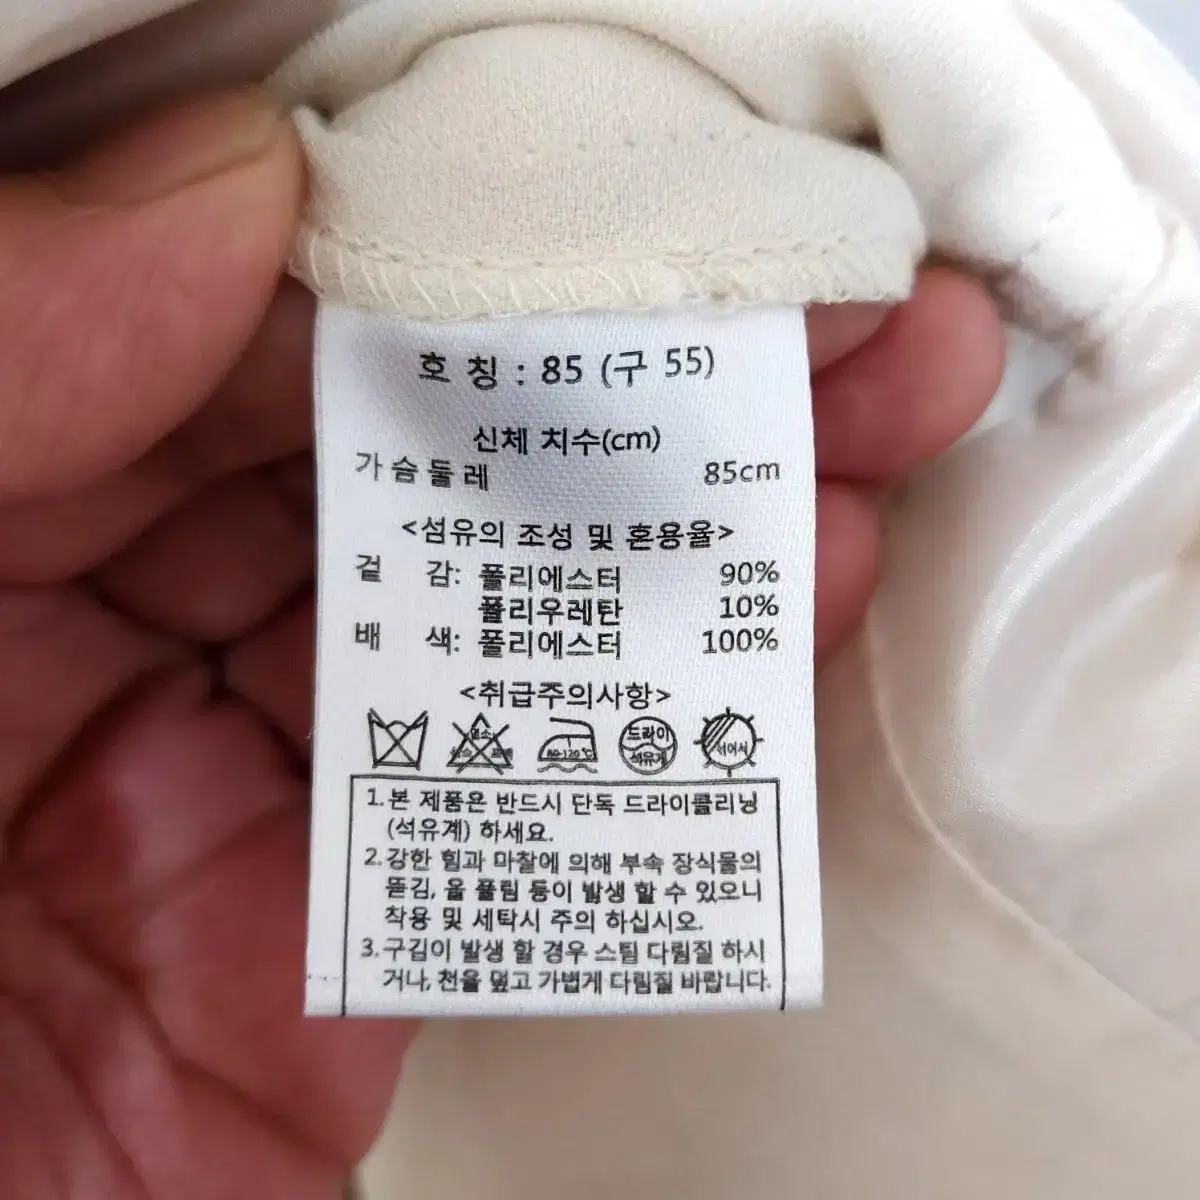 호 칭 : 85 (구 55)
신체 치수(cm)
가슴둘레 85cm
<섬유의 조성 및 혼용율>
겉 감: 폴리에스터 90%
폴리우레탄 10%
배 색: 폴리에스터 100%
<취급주의사항>
염소 80-120℃ 드라이 석유계 뉘어서
1.본 제품은 반드시 단독 드라이클리닝
(석유계) 하세요.
2.강한 힘과 마찰에 의해 부속 장식물의
뜯김, 올 풀림 등이 발생 할 수 있으니
착용 및 세탁시 주의 하십시오.
3.구김이 발생 할 경우 스팀 다림질 하시
거나, 천을 덮고 가볍게 다림질 바랍니다.